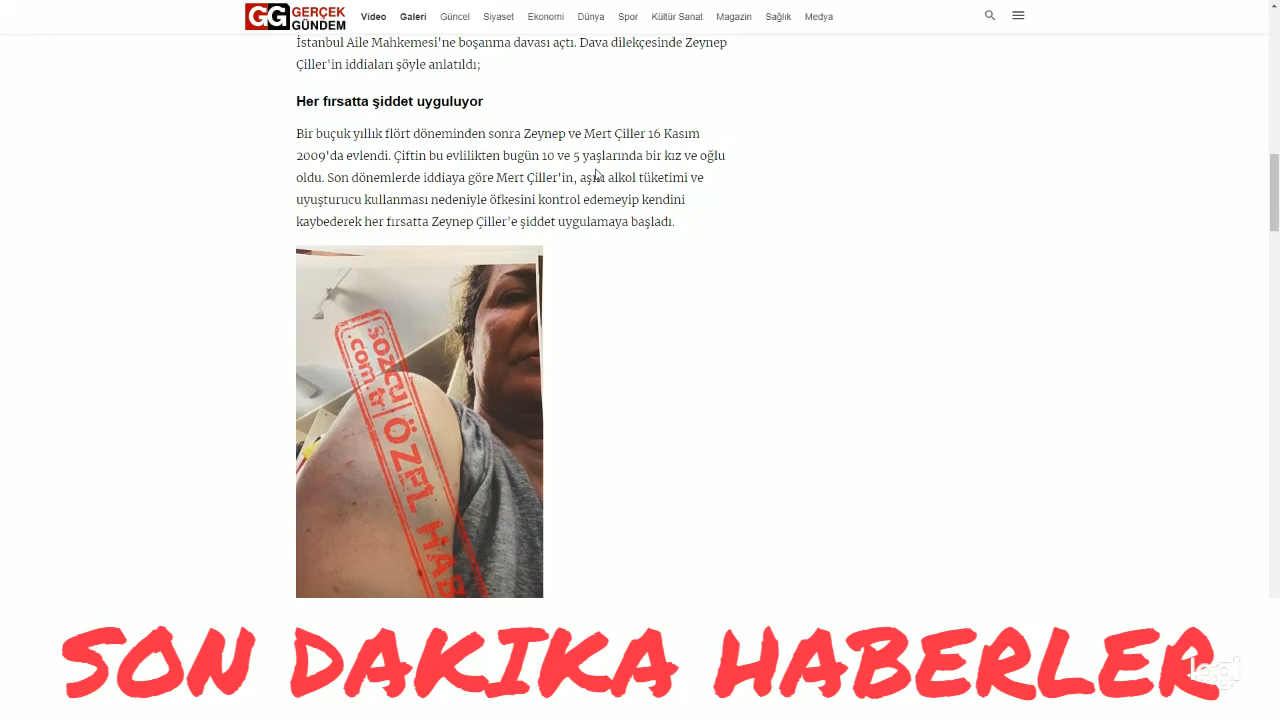 GG GERÇEK GÜNDEM
Video Galeri Güncel Siyaset Ekonomi Dünya Spor Kültür Sanat Magazin Sağlık Medya
İstanbul Aile Mahkemesi'ne boşanma davası açtı. Dava dilekçesinde Zeynep
Çiller'in iddiaları şöyle anlatıldı;
Her fırsatta şiddet uyguluyor
Bir buçuk yıllık flört döneminden sonra Zeynep ve Mert Çiller 16 Kasım
2009'da evlendi. Çiftin bu evlilikten bugün 10 ve 5 yaşlarında bir kız ve oğlu
oldu. Son dönemlerde iddiaya göre Mert Çiller'in, aşırı alkol tüketimi ve
uyuşturucu kullanması nedeniyle öfkesini kontrol edemeyip kendini
kaybederek her fırsatta Zeynep Çiller'e şiddet uygulamaya başladı.
sozcu
.com.tr
ÖZEL HAB
SON DAKIKA HABERLER